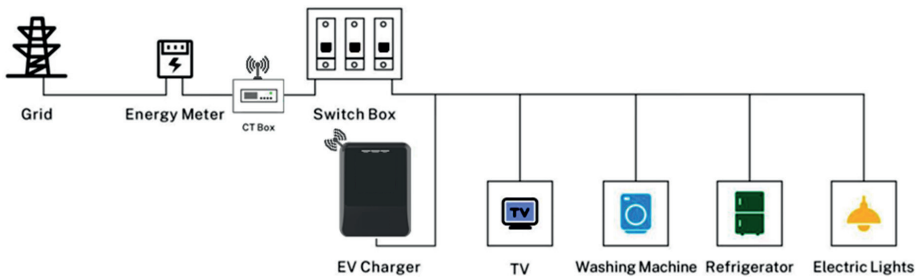 Grid
Energy Meter
CT Box
Switch Box
TV
EV Charger
TV
Washing Machine
Refrigerator
Electric Lights